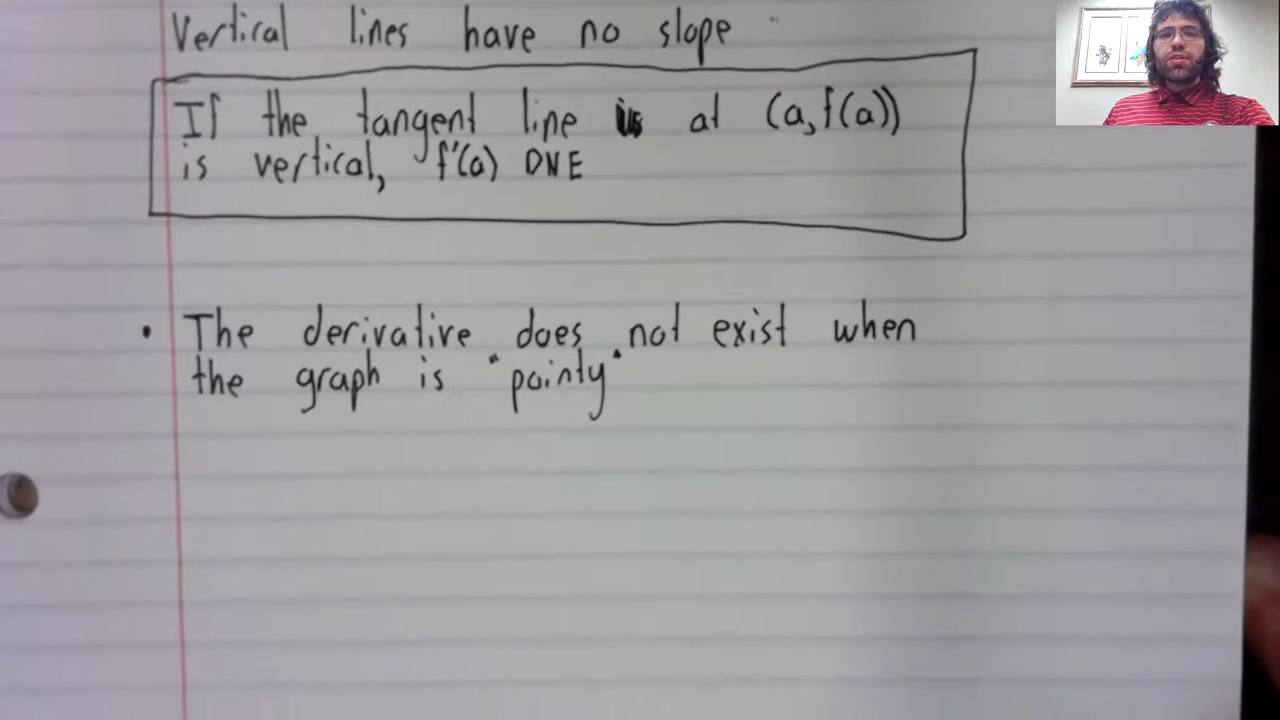 Vertical lines have no slope
If the tangent line at (a, f(a))
is vertical, f'(a) DNE
• The derivative does not exist when
the graph is "pointy"